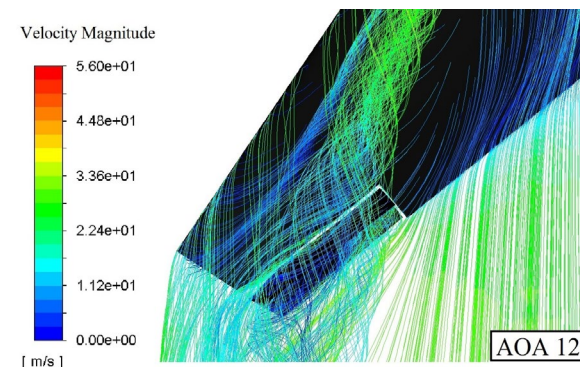 Velocity Magnitude
5.60e+01
4.48e+01
3.36e+01
2.24e+01
1.12e+01
0.00e+00
[ m/s ]
AOA 12